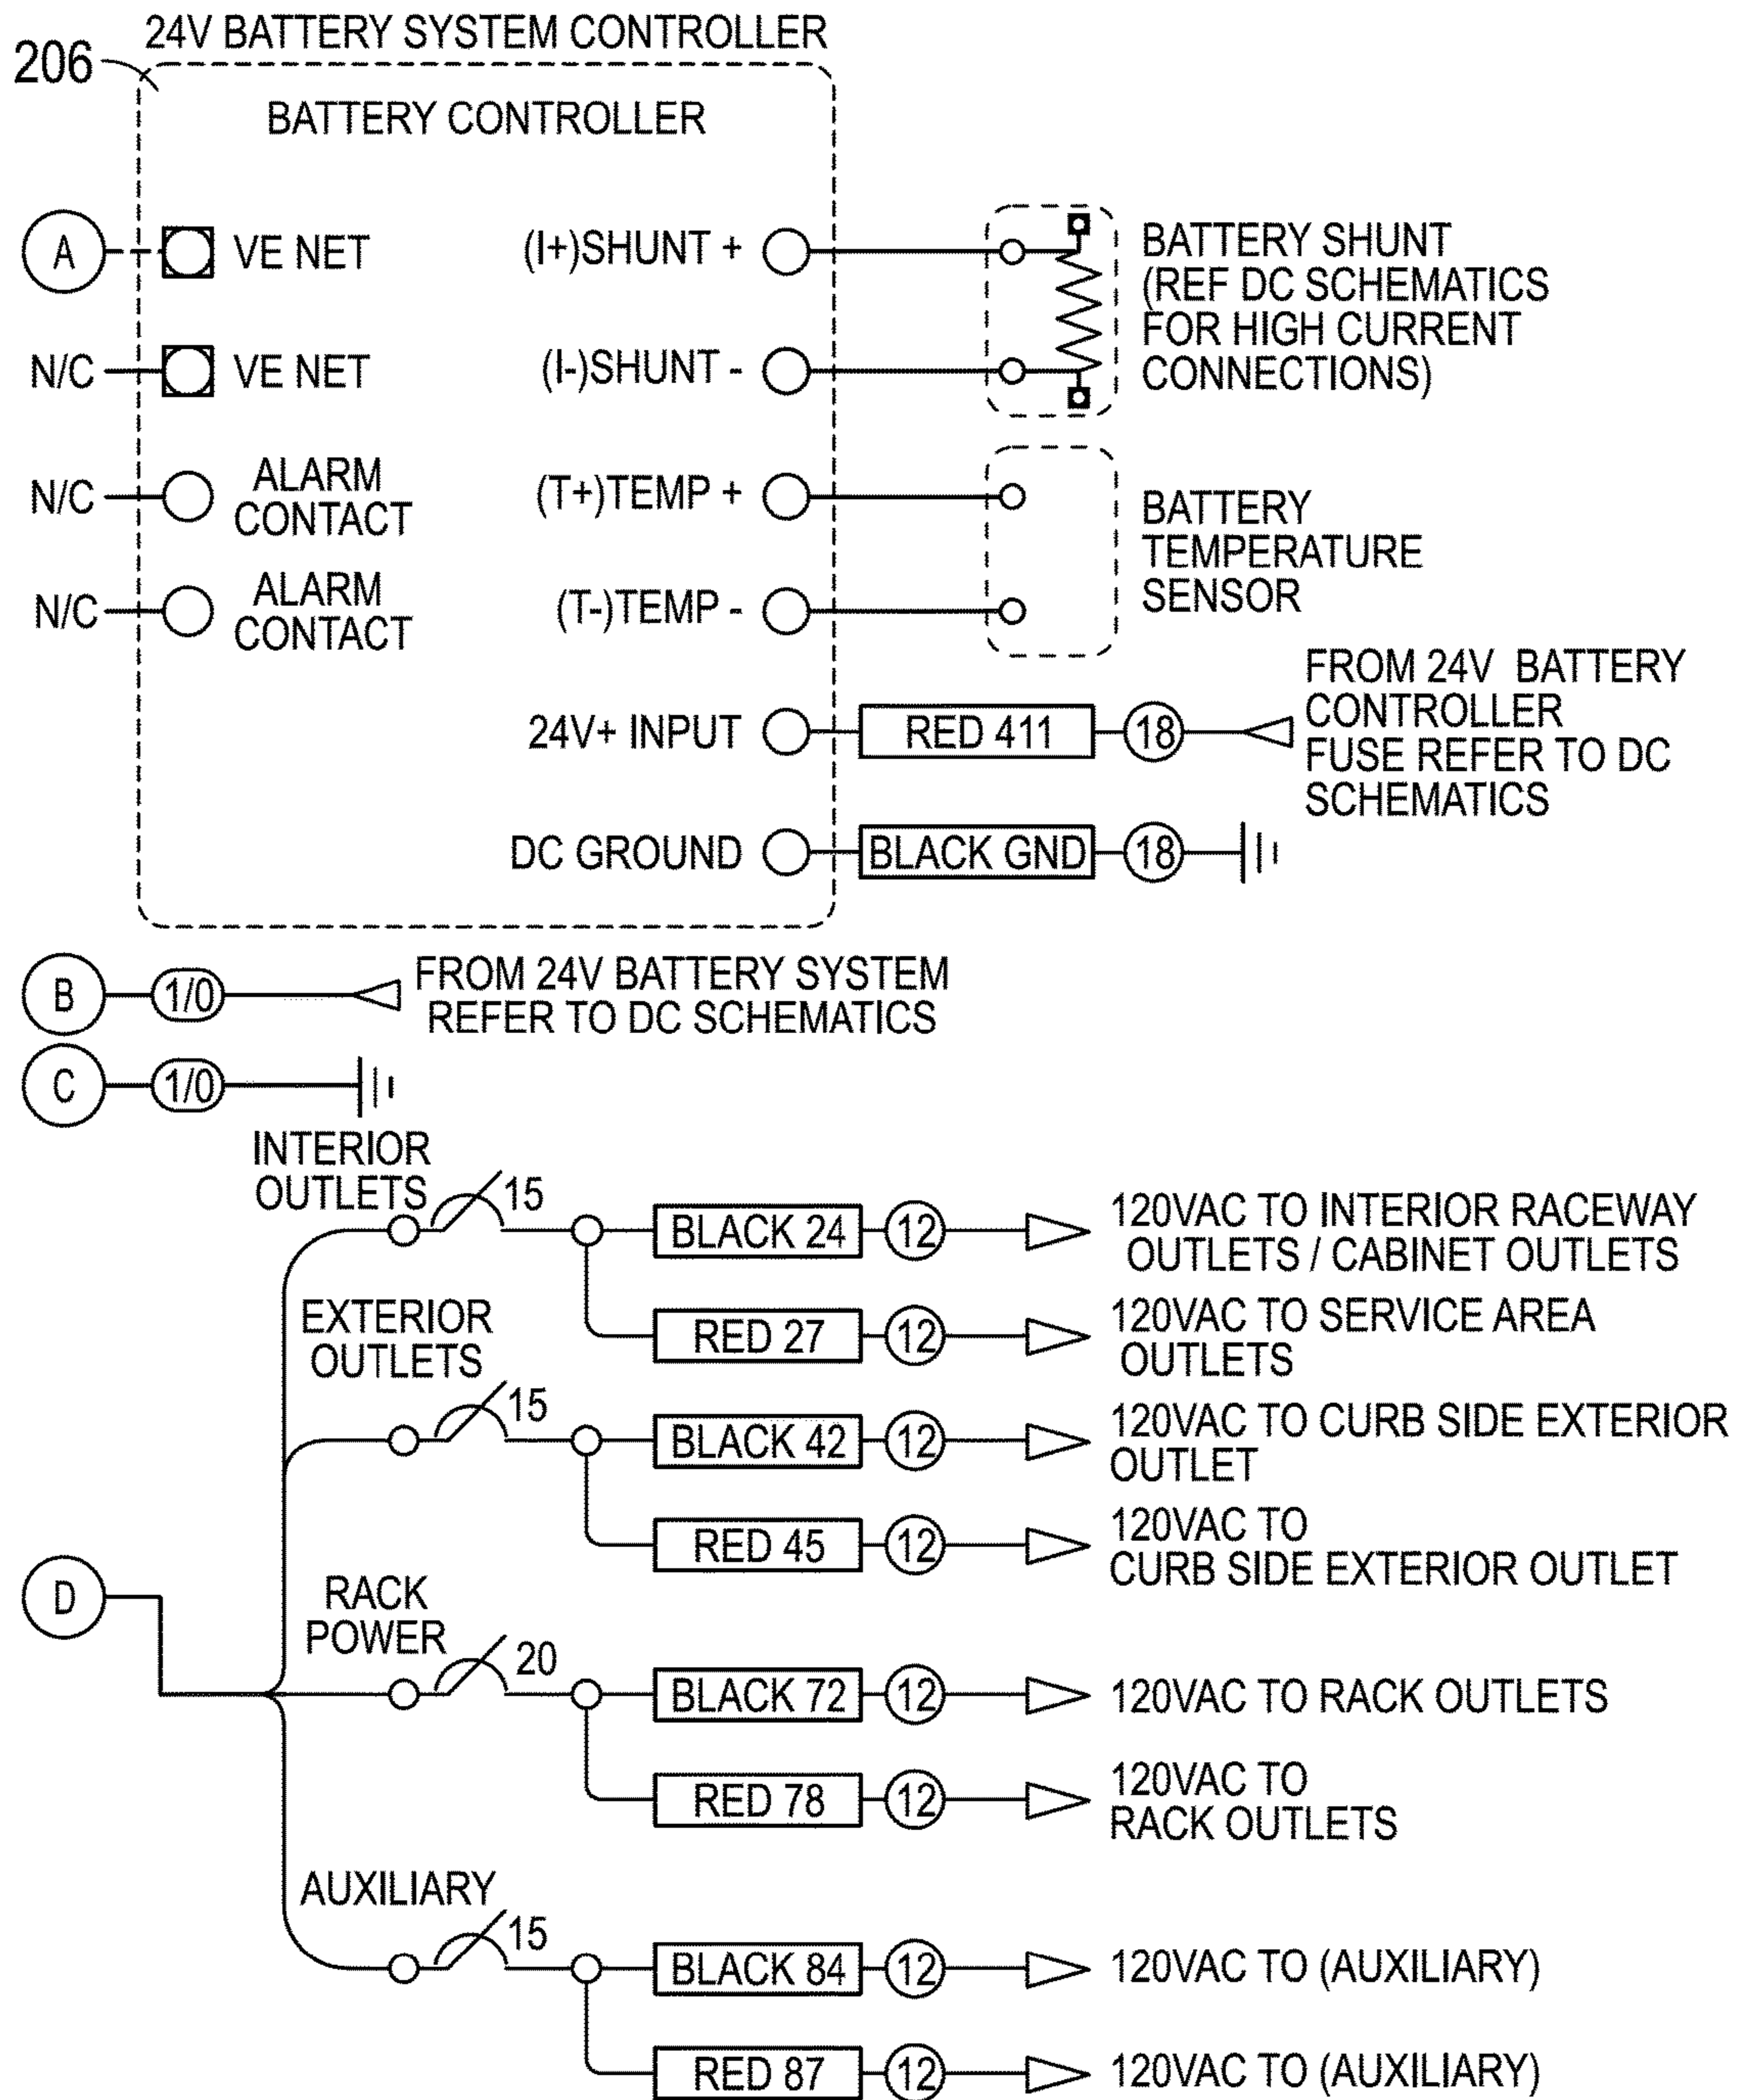 24V BATTERY SYSTEM CONTROLLER
206
BATTERY CONTROLLER
A
VE NET
(I+)SHUNT +
BATTERY SHUNT
(REF DC SCHEMATICS
FOR HIGH CURRENT
CONNECTIONS)
N/C
VE NET
(I-)SHUNT -
N/C
ALARM
CONTACT
(T+)TEMP +
BATTERY
TEMPERATURE
SENSOR
N/C
ALARM
CONTACT
(T-)TEMP -
24V+ INPUT
RED 411
18
FROM 24V BATTERY
CONTROLLER
FUSE REFER TO DC
SCHEMATICS
DC GROUND
BLACK GND
18
B
1/0
FROM 24V BATTERY SYSTEM
REFER TO DC SCHEMATICS
C
1/0
INTERIOR
OUTLETS
15
BLACK 24
12
120VAC TO INTERIOR RACEWAY
OUTLETS / CABINET OUTLETS
RED 27
12
120VAC TO SERVICE AREA
OUTLETS
EXTERIOR
OUTLETS
15
BLACK 42
12
120VAC TO CURB SIDE EXTERIOR
OUTLET
RED 45
12
120VAC TO
CURB SIDE EXTERIOR OUTLET
D
RACK
POWER
20
BLACK 72
12
120VAC TO RACK OUTLETS
RED 78
12
120VAC TO
RACK OUTLETS
AUXILIARY
15
BLACK 84
12
120VAC TO (AUXILIARY)
RED 87
12
120VAC TO (AUXILIARY)